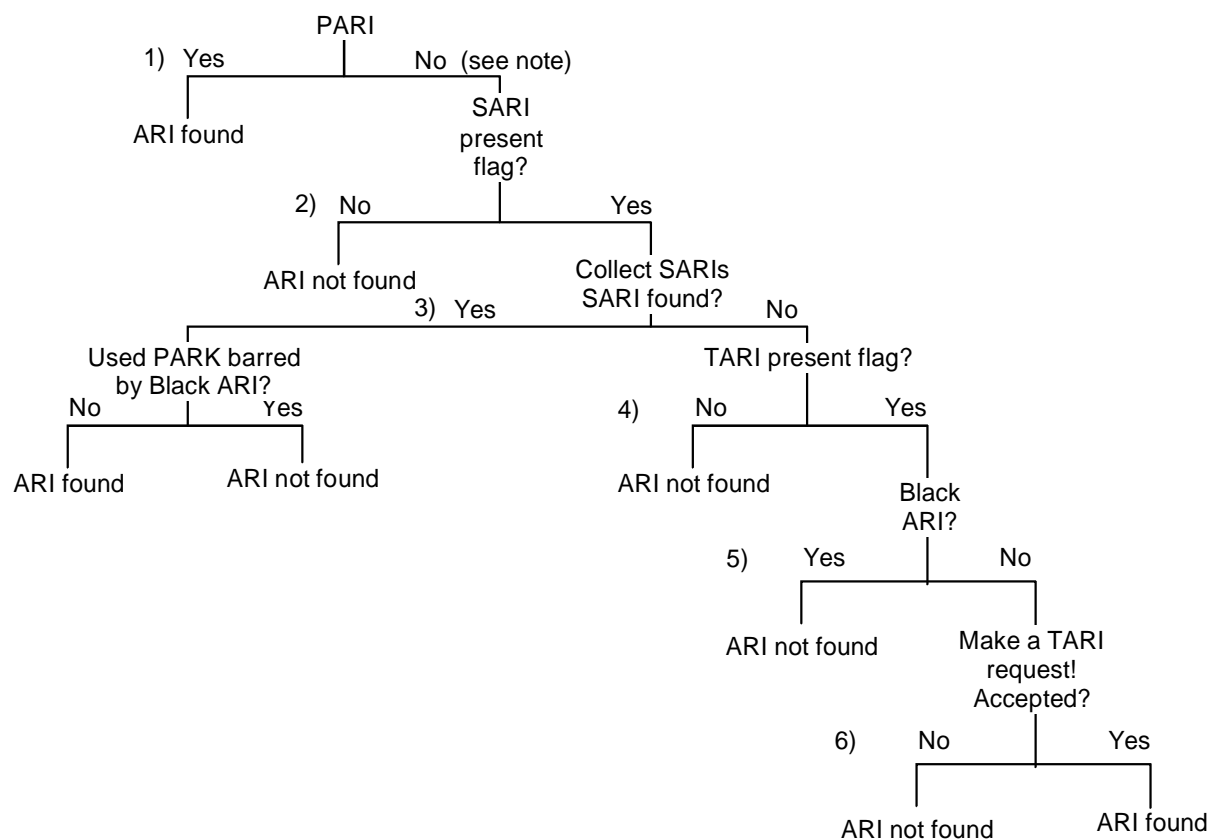 PARI
1) Yes No (see note)
ARI found
SARI
present
flag?
2) No Yes
ARI not found
Collect SARIs
SARI found?
3) Yes No
Used PARK barred
by Black ARI?
TARI present flag?
No Yes
4) No Yes
ARI found
ARI not found
ARI not found
Black
ARI?
5) Yes No
ARI not found
Make a TARI
request!
Accepted?
6) No Yes
ARI not found
ARI found